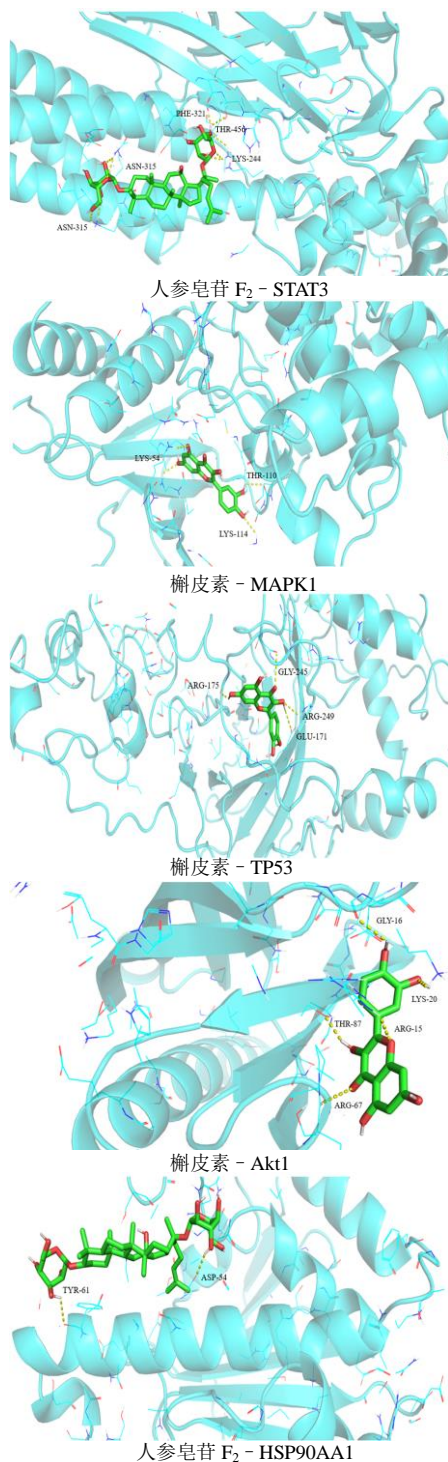 PHE-321
THR-456
LYS-244
ASN-315
ASN-315
人参皂苷 F₂－STAT3
LYS-54
THR-110
LYS-114
槲皮素－MAPK1
GLY-245
ARG-175
ARG-249
GLU-171
槲皮素－TP53
GLY-16
LYS-20
THR-87
ARG-15
ARG-67
槲皮素－Akt1
ASP-54
TYR-61
人参皂苷 F₂－HSP90AA1